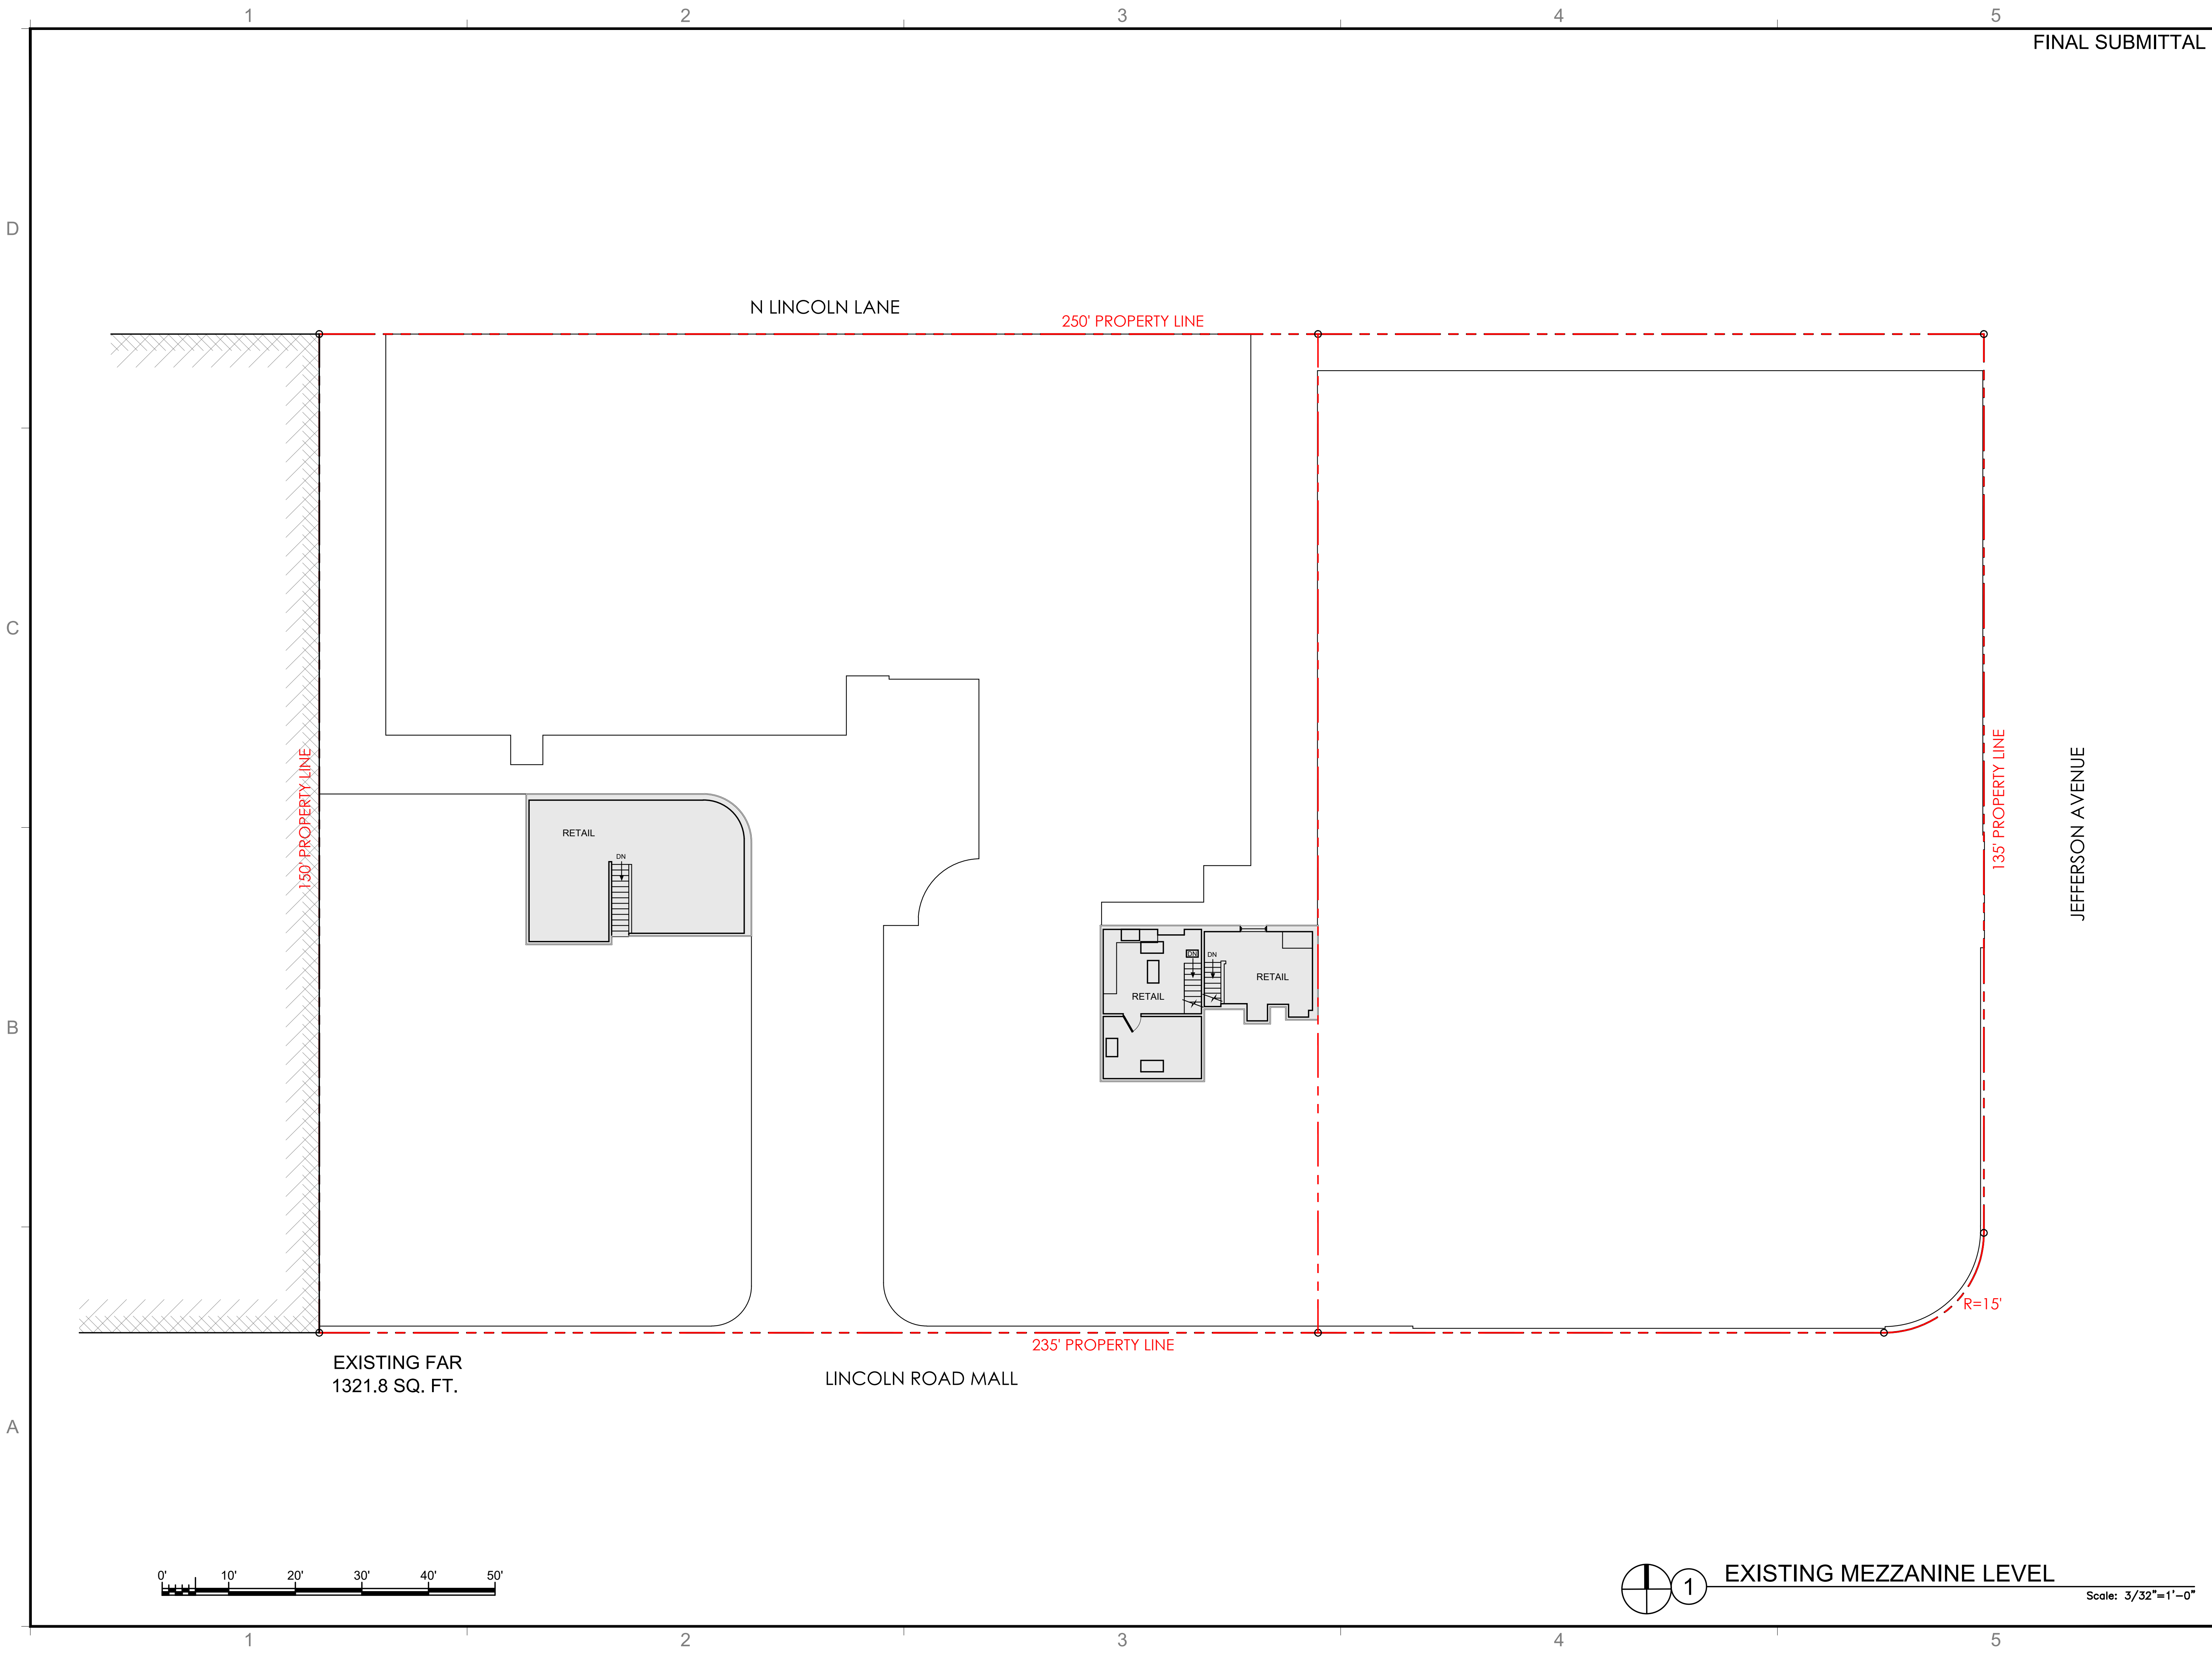 1 2 3 4 5
FINAL SUBMITTAL
D
N LINCOLN LANE
250' PROPERTY LINE
C
150' PROPERTY LINE
135' PROPERTY LINE
JEFFERSON AVENUE
RETAIL
DN
DN
DN
RETAIL
RETAIL
B
R=15'
235' PROPERTY LINE
EXISTING FAR
1321.8 SQ. FT.
LINCOLN ROAD MALL
A
0' 10' 20' 30' 40' 50'
1
EXISTING MEZZANINE LEVEL
Scale: 3/32"=1'-0"
1 2 3 4 5